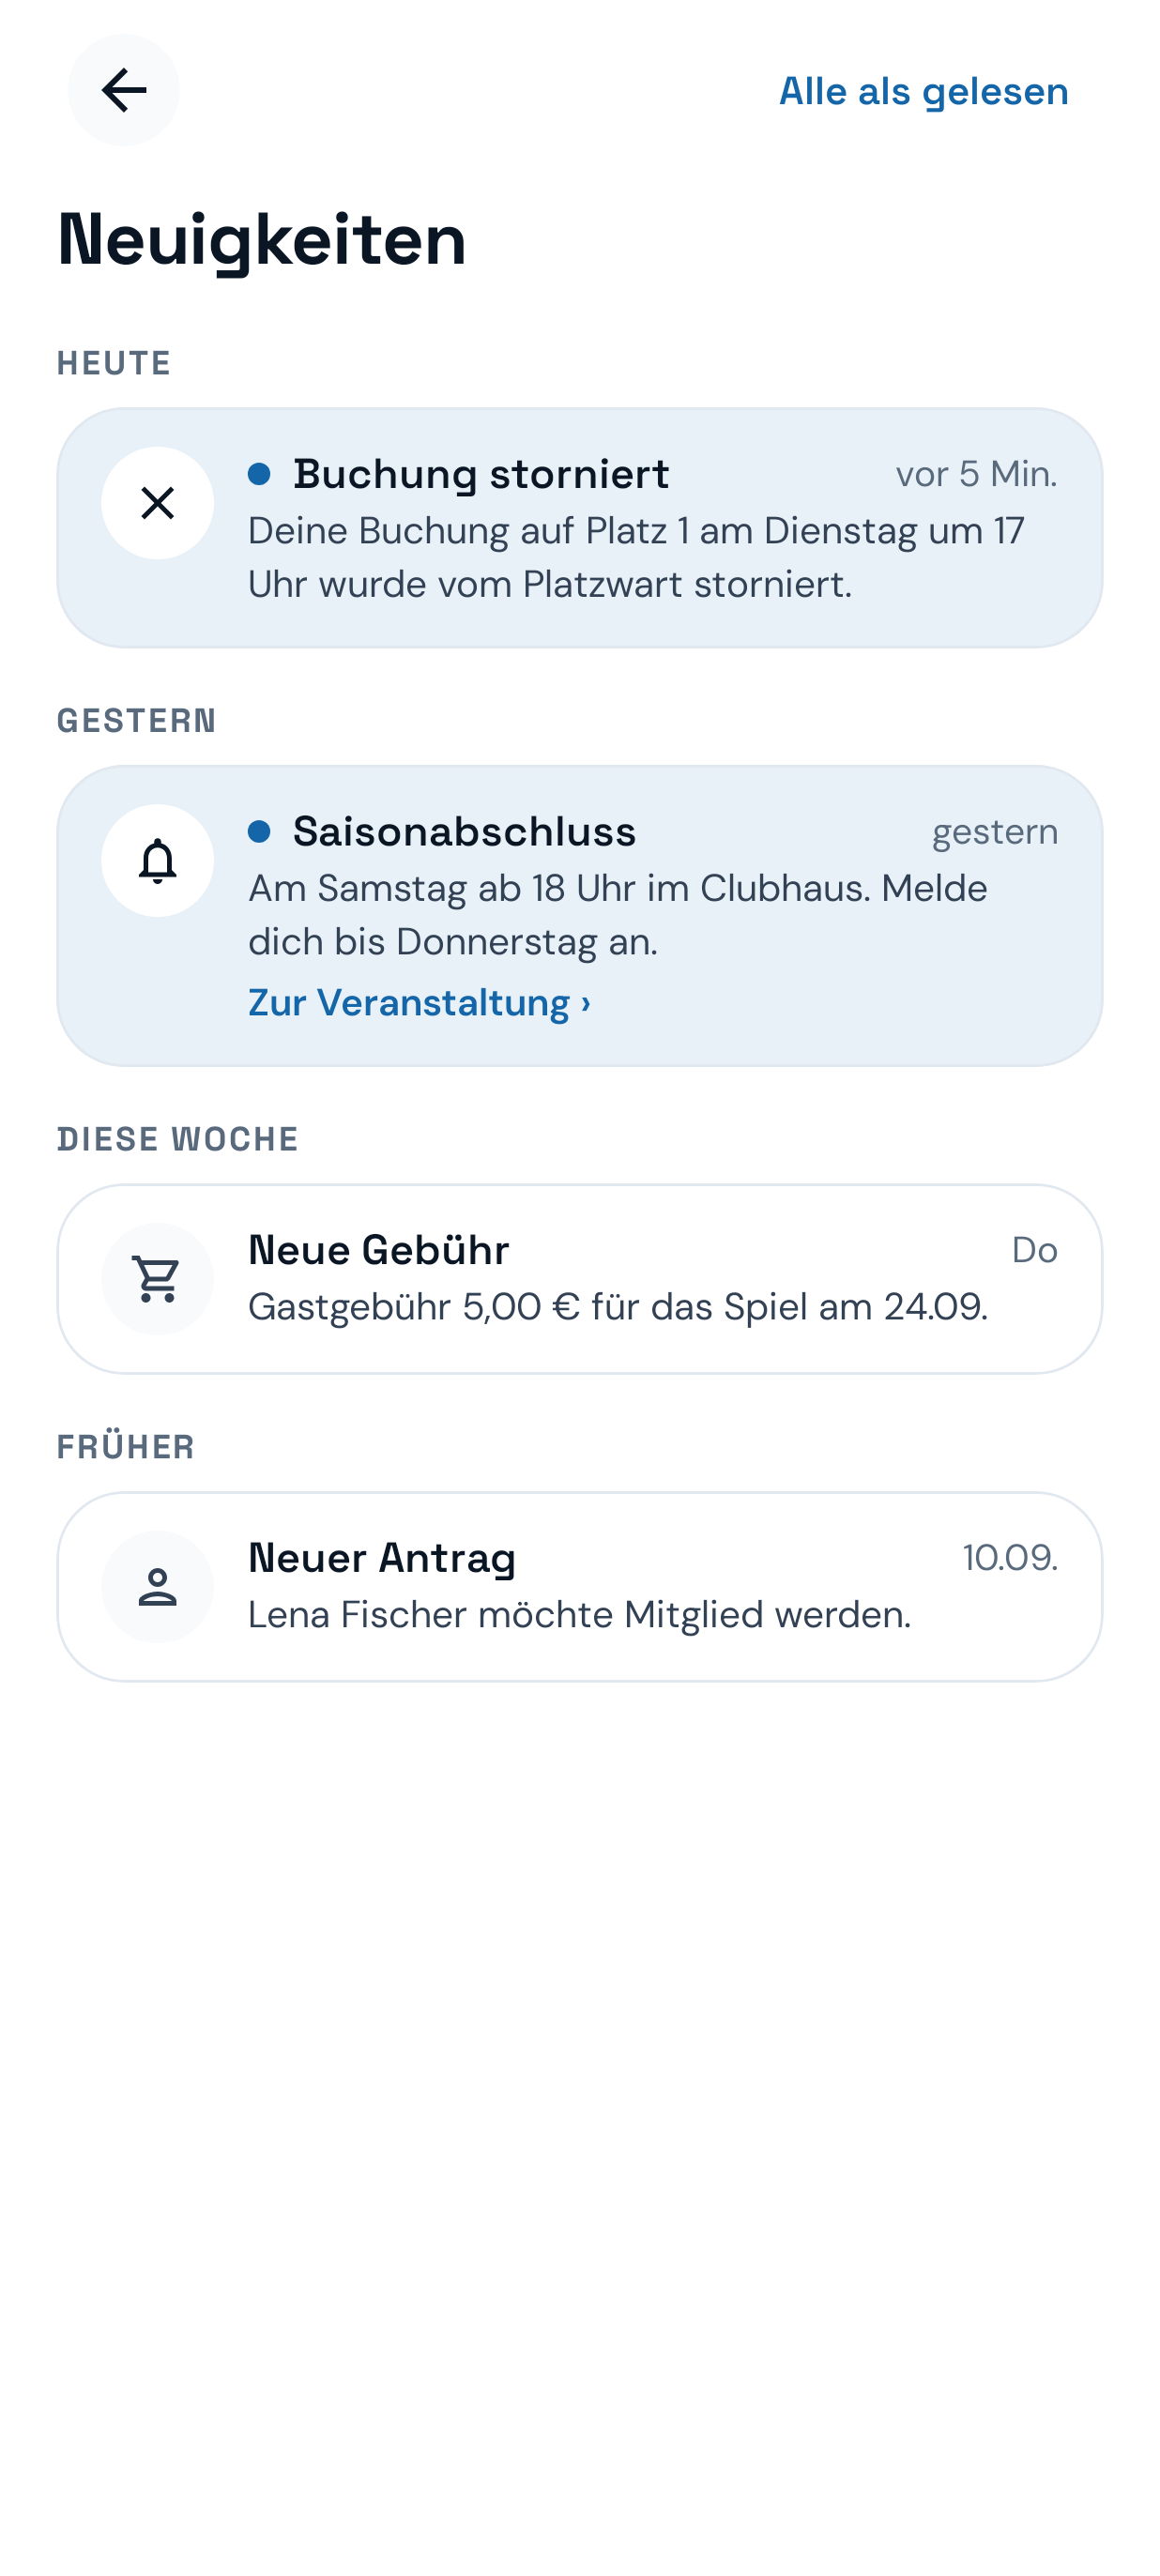 Alle als gelesen
Neuigkeiten
HEUTE
Buchung storniert
vor 5 Min.
Deine Buchung auf Platz 1 am Dienstag um 17
Uhr wurde vom Platzwart storniert.
GESTERN
Saisonabschluss
gestern
Am Samstag ab 18 Uhr im Clubhaus. Melde
dich bis Donnerstag an.
Zur Veranstaltung ›
DIESE WOCHE
Neue Gebühr
Do
Gastgebühr 5,00 € für das Spiel am 24.09.
FRÜHER
Neuer Antrag
10.09.
Lena Fischer möchte Mitglied werden.